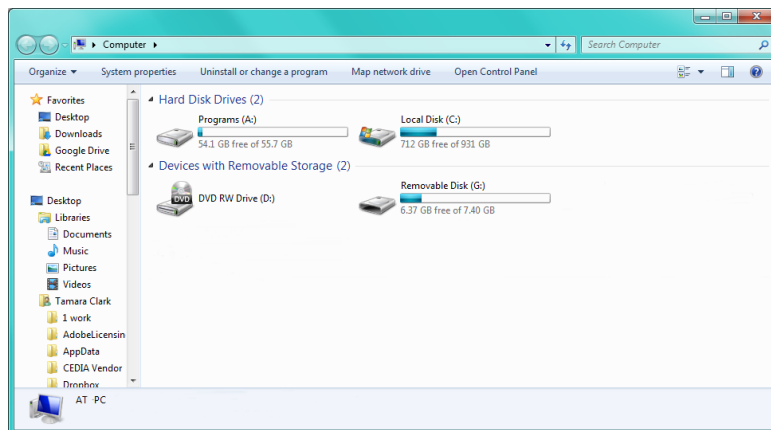 Computer
Search Computer
Organize
System properties
Uninstall or change a program
Map network drive
Open Control Panel
Favorites
Desktop
Downloads
Google Drive
Recent Places
Desktop
Libraries
Documents
Music
Pictures
Videos
Tamara Clark
1 work
AdobeLicensin
AppData
CEDIA Vendor
Dropbox
Hard Disk Drives (2)
Programs (A:)
54.1 GB free of 55.7 GB
Local Disk (C:)
712 GB free of 931 GB
Devices with Removable Storage (2)
DVD
DVD RW Drive (D:)
Removable Disk (G:)
6.37 GB free of 7.40 GB
AT -PC